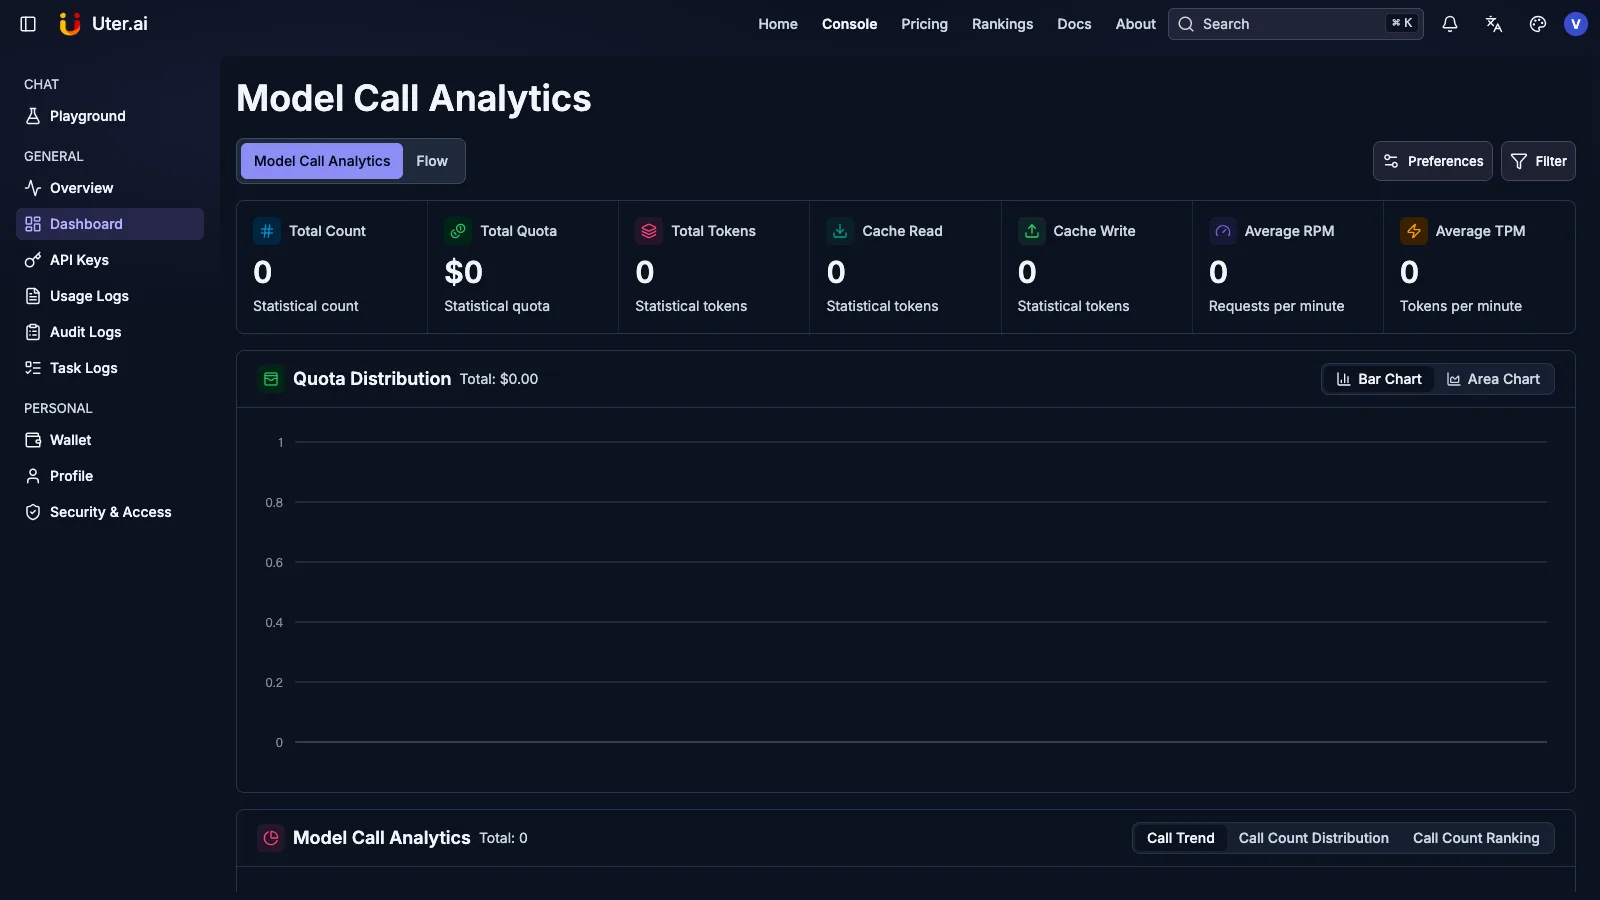 Uter.ai
Home Console Pricing Rankings Docs About Search ⌘ K V
CHAT
Playground
GENERAL
Overview
Dashboard
API Keys
Usage Logs
Audit Logs
Task Logs
PERSONAL
Wallet
Profile
Security & Access
Model Call Analytics
Model Call Analytics Flow
Preferences Filter
Total Count
0
Statistical count
Total Quota
$0
Statistical quota
Total Tokens
0
Statistical tokens
Cache Read
0
Statistical tokens
Cache Write
0
Statistical tokens
Average RPM
0
Requests per minute
Average TPM
0
Tokens per minute
Quota Distribution Total: $0.00
Bar Chart Area Chart
1
0.8
0.6
0.4
0.2
0
Model Call Analytics Total: 0
Call Trend Call Count Distribution Call Count Ranking